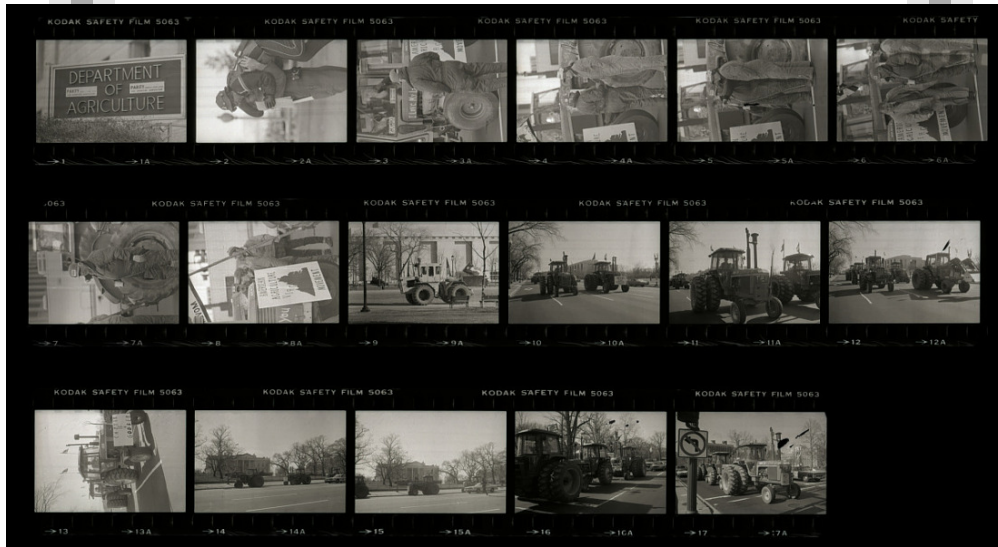 KODAK SAFETY FILM 5063 KODAK SAFETY FILM 5063 KODAK SAFETY FILM 5063 KODAK SAFETY FILM 5063 KODAK SAFETY
DEPARTMENT
OF
AGRICULTURE
1 1A 2 2A 3 3A 4 4A 5 5A 6 6A
.063 KODAK SAFETY FILM 5063 KODAK SAFETY FILM 5063 KODAK SAFETY FILM 5063 KODAK SAFETY FILM 5063
AGRICULTURE
MOVEMENT
7 7A 8 8A 9 9A 10 10A 11 11A 12 12A
KODAK SAFETY FILM 5063 KODAK SAFETY FILM 5063 KODAK SAFETY FILM 5063 KODAK SAFETY FILM 5063
13 13A 14 14A 15 15A 16 16A 17 17A